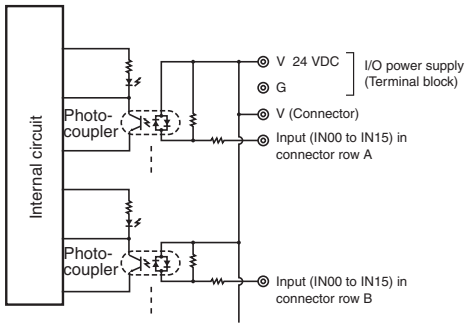 Internal circuit
Photo-
coupler
V 24 VDC
G
I/O power supply
(Terminal block)
V (Connector)
Input (IN00 to IN15) in
connector row A
Photo-
coupler
Input (IN00 to IN15) in
connector row B